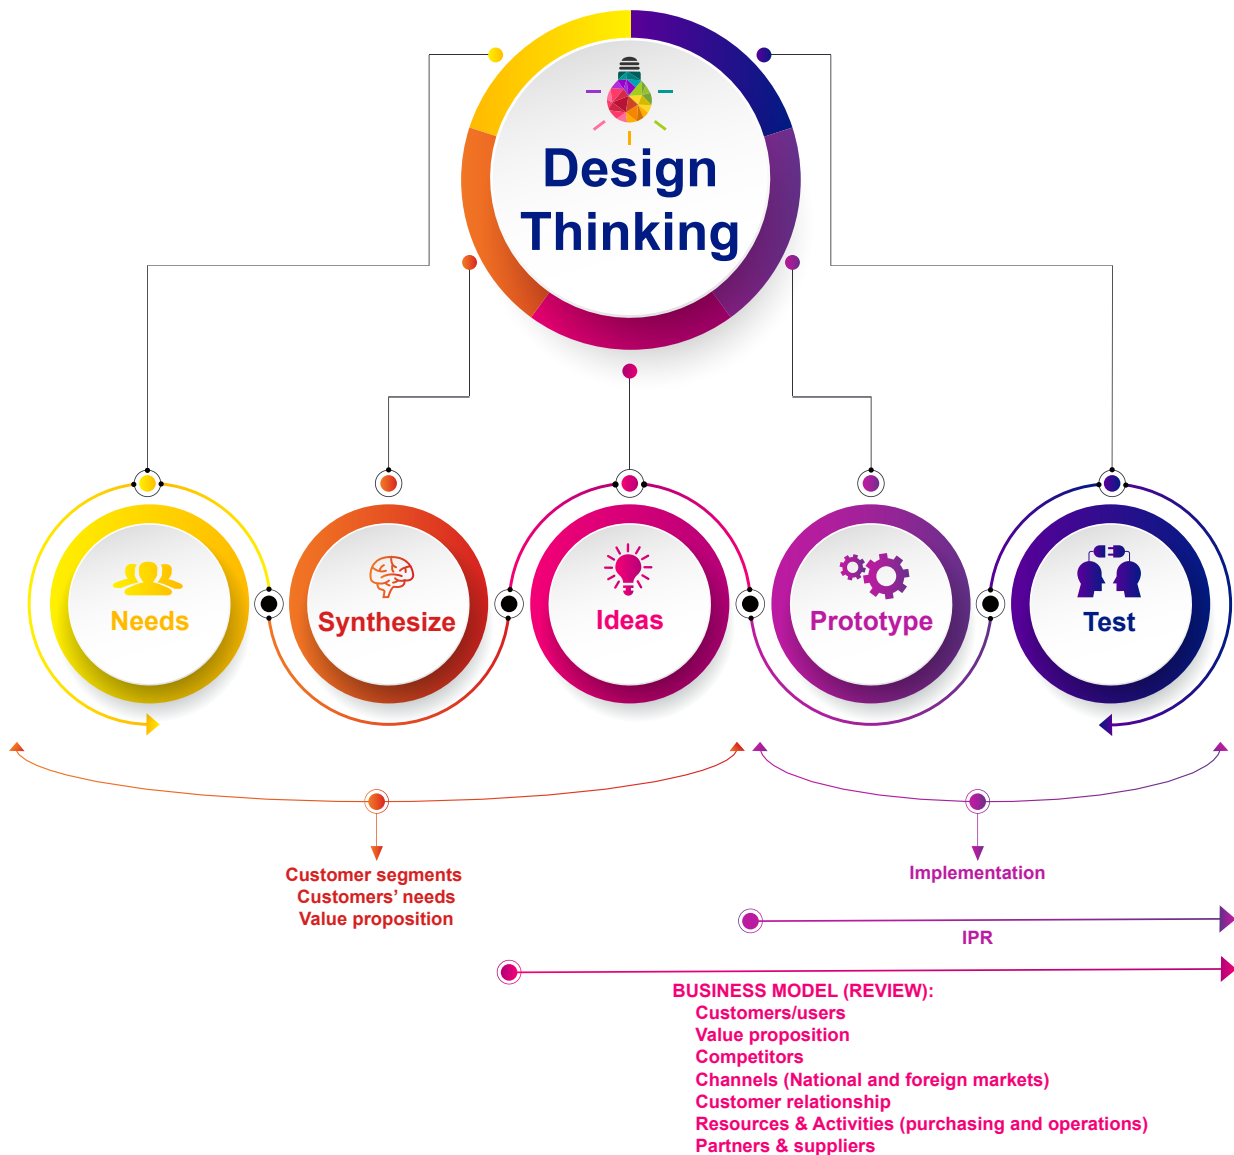 Design
Thinking
Needs
Synthesize
Ideas
Prototype
Test
Customer segments
Customers’ needs
Value proposition
Implementation
IPR
BUSINESS MODEL (REVIEW):
Customers/users
Value proposition
Competitors
Channels (National and foreign markets)
Customer relationship
Resources & Activities (purchasing and operations)
Partners & suppliers